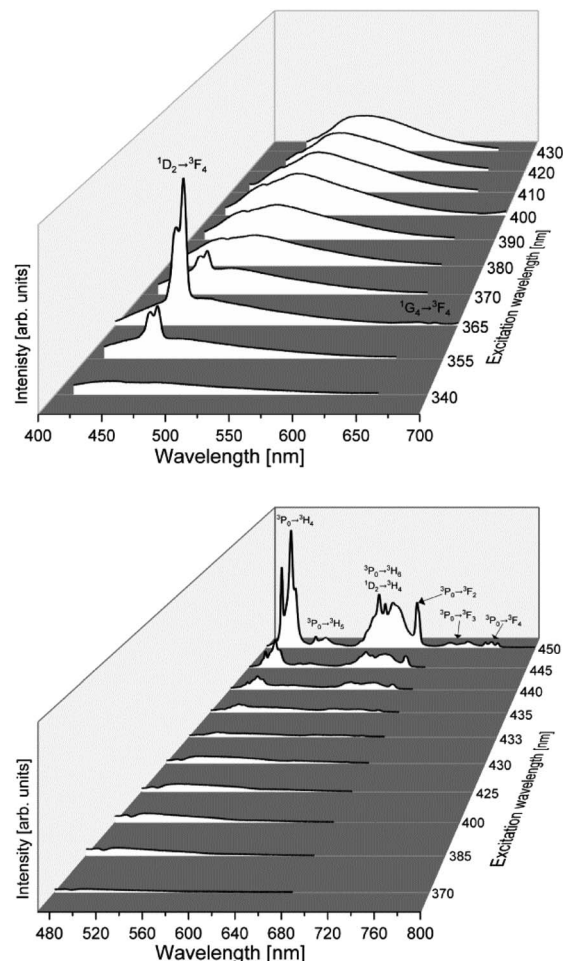 ¹D₂→³F₄
¹G₄→³F₄
430
420
410
400
390
380
370
365
355
340
Excitation wavelength [nm]
Intenisty [arb. units]
400 450 500 550 600 650 700
Wavelength [nm]
³P₀→³H₄
³P₀→³H₅
³P₀→³H₆
¹D₂→³H₄
³P₀→³F₂
³P₀→³F₃
³P₀→³F₄
450
445
440
435
433
430
425
400
385
370
Excitation wavelength [nm]
Intensity [arb. units]
480 520 560 600 640 680 720 760 800
Wavelength [nm]